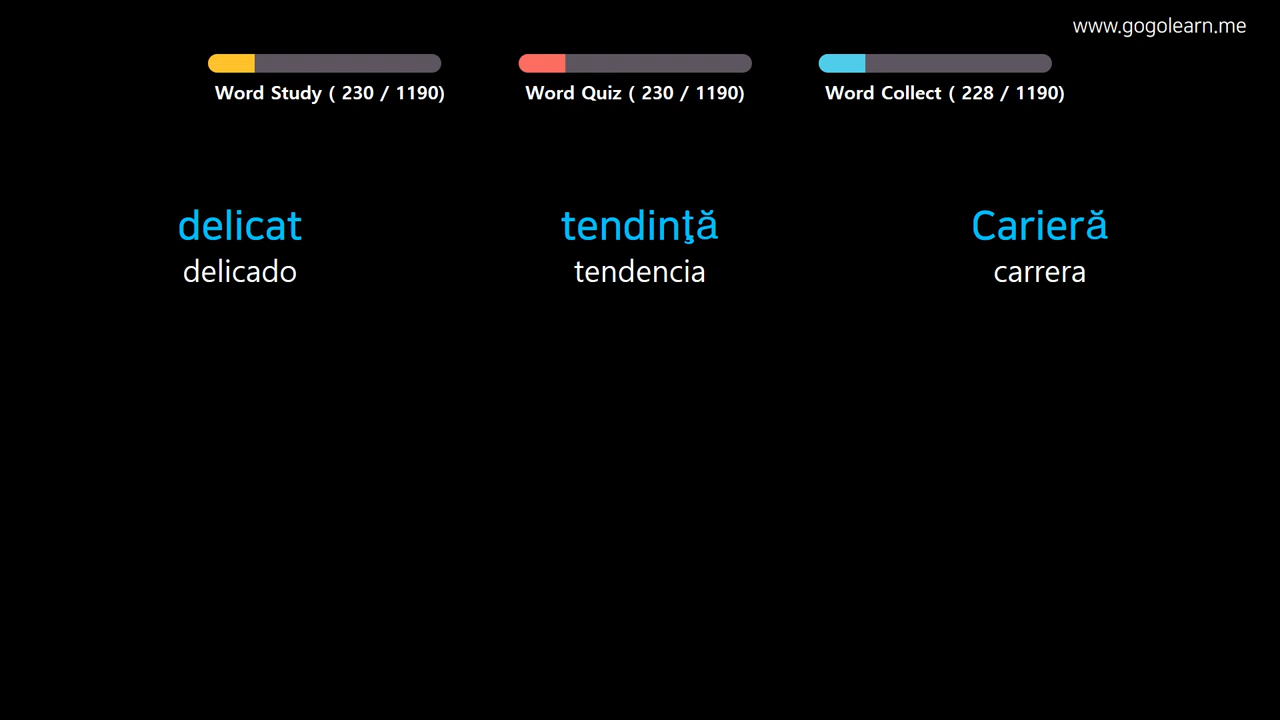 www.gogolearn.me
Word Study ( 230 / 1190)
Word Quiz ( 230 / 1190)
Word Collect ( 228 / 1190)
delicat
delicado
tendinţă
tendencia
Carieră
carrera